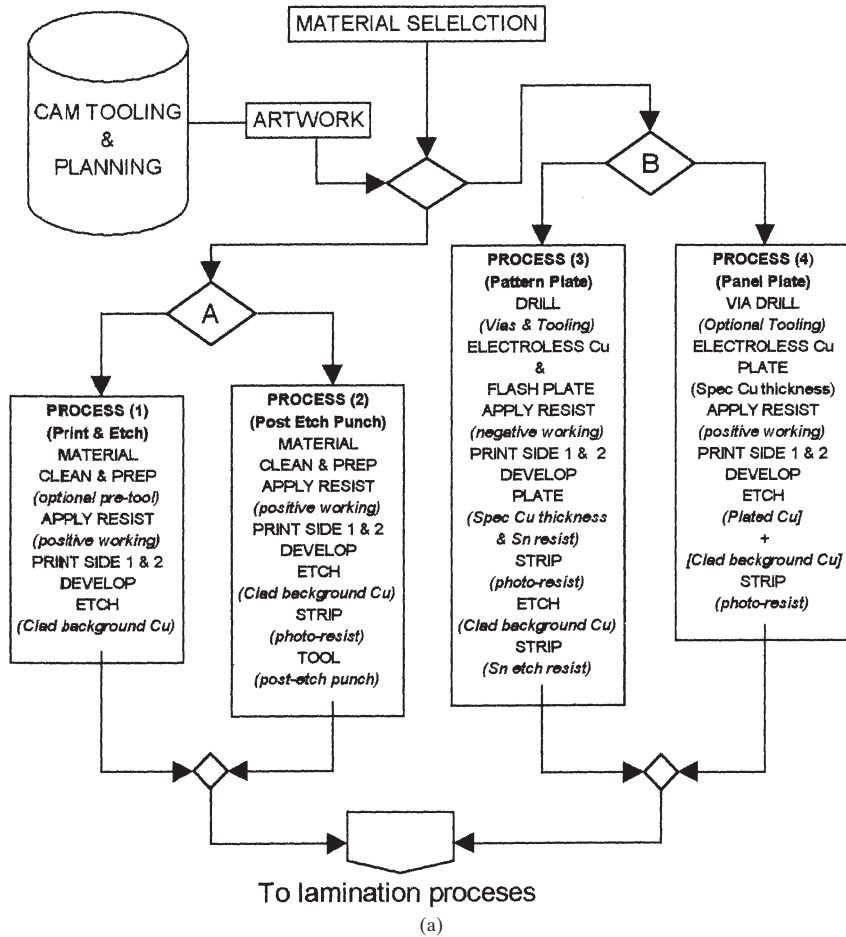 MATERIAL SELELCTION
CAM TOOLING
&
PLANNING
ARTWORK
B
A
PROCESS (1)
(Print & Etch)
MATERIAL
CLEAN & PREP
(optional pre-tool)
APPLY RESIST
(positive working)
PRINT SIDE 1 & 2
DEVELOP
ETCH
(Clad background Cu)
PROCESS (2)
(Post Etch Punch)
MATERIAL
CLEAN & PREP
APPLY RESIST
(positive working)
PRINT SIDE 1 & 2
DEVELOP
ETCH
(Clad background Cu)
STRIP
(photo-resist)
TOOL
(post-etch punch)
PROCESS (3)
(Pattern Plate)
DRILL
(Vias & Tooling)
ELECTROLESS Cu
&
FLASH PLATE
APPLY RESIST
(negative working)
PRINT SIDE 1 & 2
DEVELOP
PLATE
(Spec Cu thickness
& Sn resist)
STRIP
(photo-resist)
ETCH
(Clad background Cu)
STRIP
(Sn etch resist)
PROCESS (4)
(Panel Plate)
VIA DRILL
(Optional Tooling)
ELECTROLESS Cu
PLATE
(Spec Cu thickness)
APPLY RESIST
(positive working)
PRINT SIDE 1 & 2
DEVELOP
ETCH
(Plated Cu]
+
[Clad background Cu]
STRIP
(photo-resist)
To lamination proceses
(a)